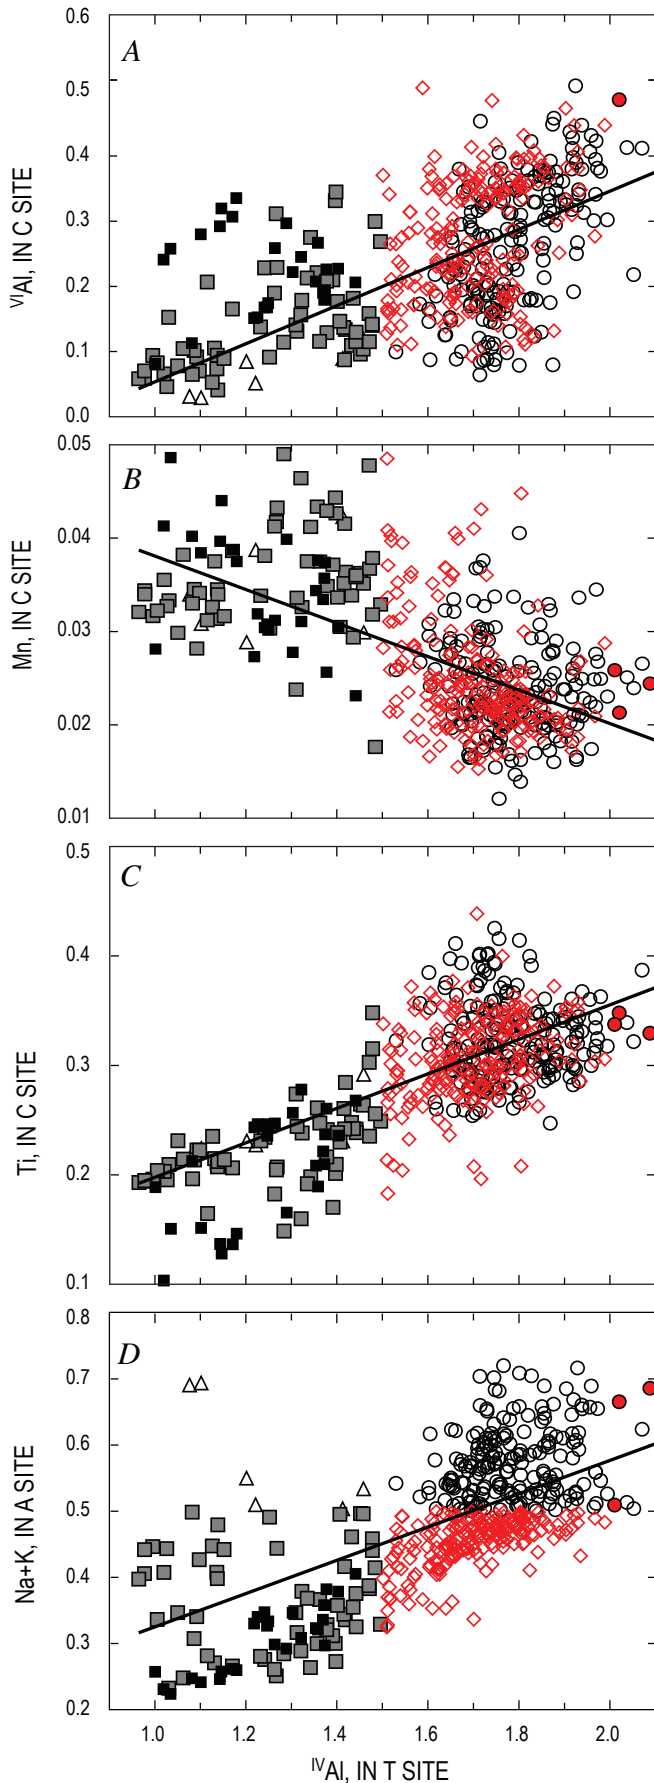 0.6
A
0.5
0.4
0.3
0.2
0.1
0.0
VIAl, IN C SITE
0.05
B
0.04
0.03
0.02
0.01
Mn, IN C SITE
0.5
C
0.4
0.3
0.2
0.1
Ti, IN C SITE
0.8
D
0.7
0.6
0.5
0.4
0.3
0.2
Na+K, IN A SITE
1.0 1.2 1.4 1.6 1.8 2.0
IVAl, IN T SITE